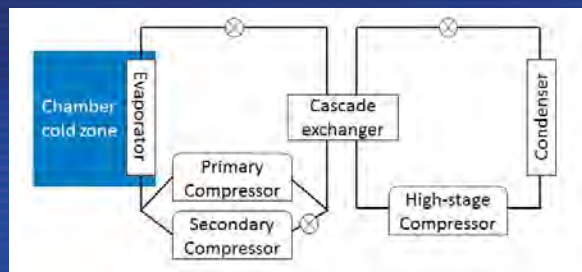 Chamber
cold zone
Evaporator
Cascade
exchanger
Condenser
Primary
Compressor
Secondary
Compressor
High-stage
Compressor